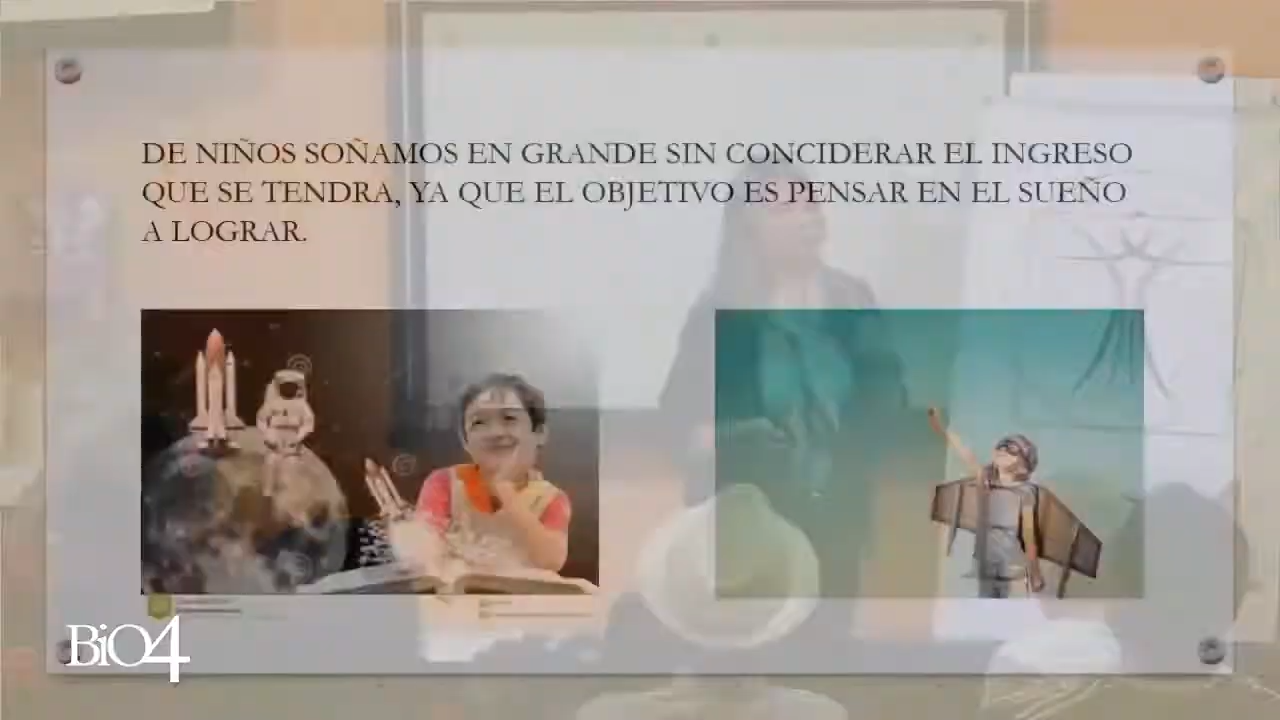 DE NIÑOS SOÑAMOS EN GRANDE SIN CONCIDERAR EL INGRESO
QUE SE TENDRA, YA QUE EL OBJETIVO ES PENSAR EN EL SUEÑO
A LOGRAR.
BiO4